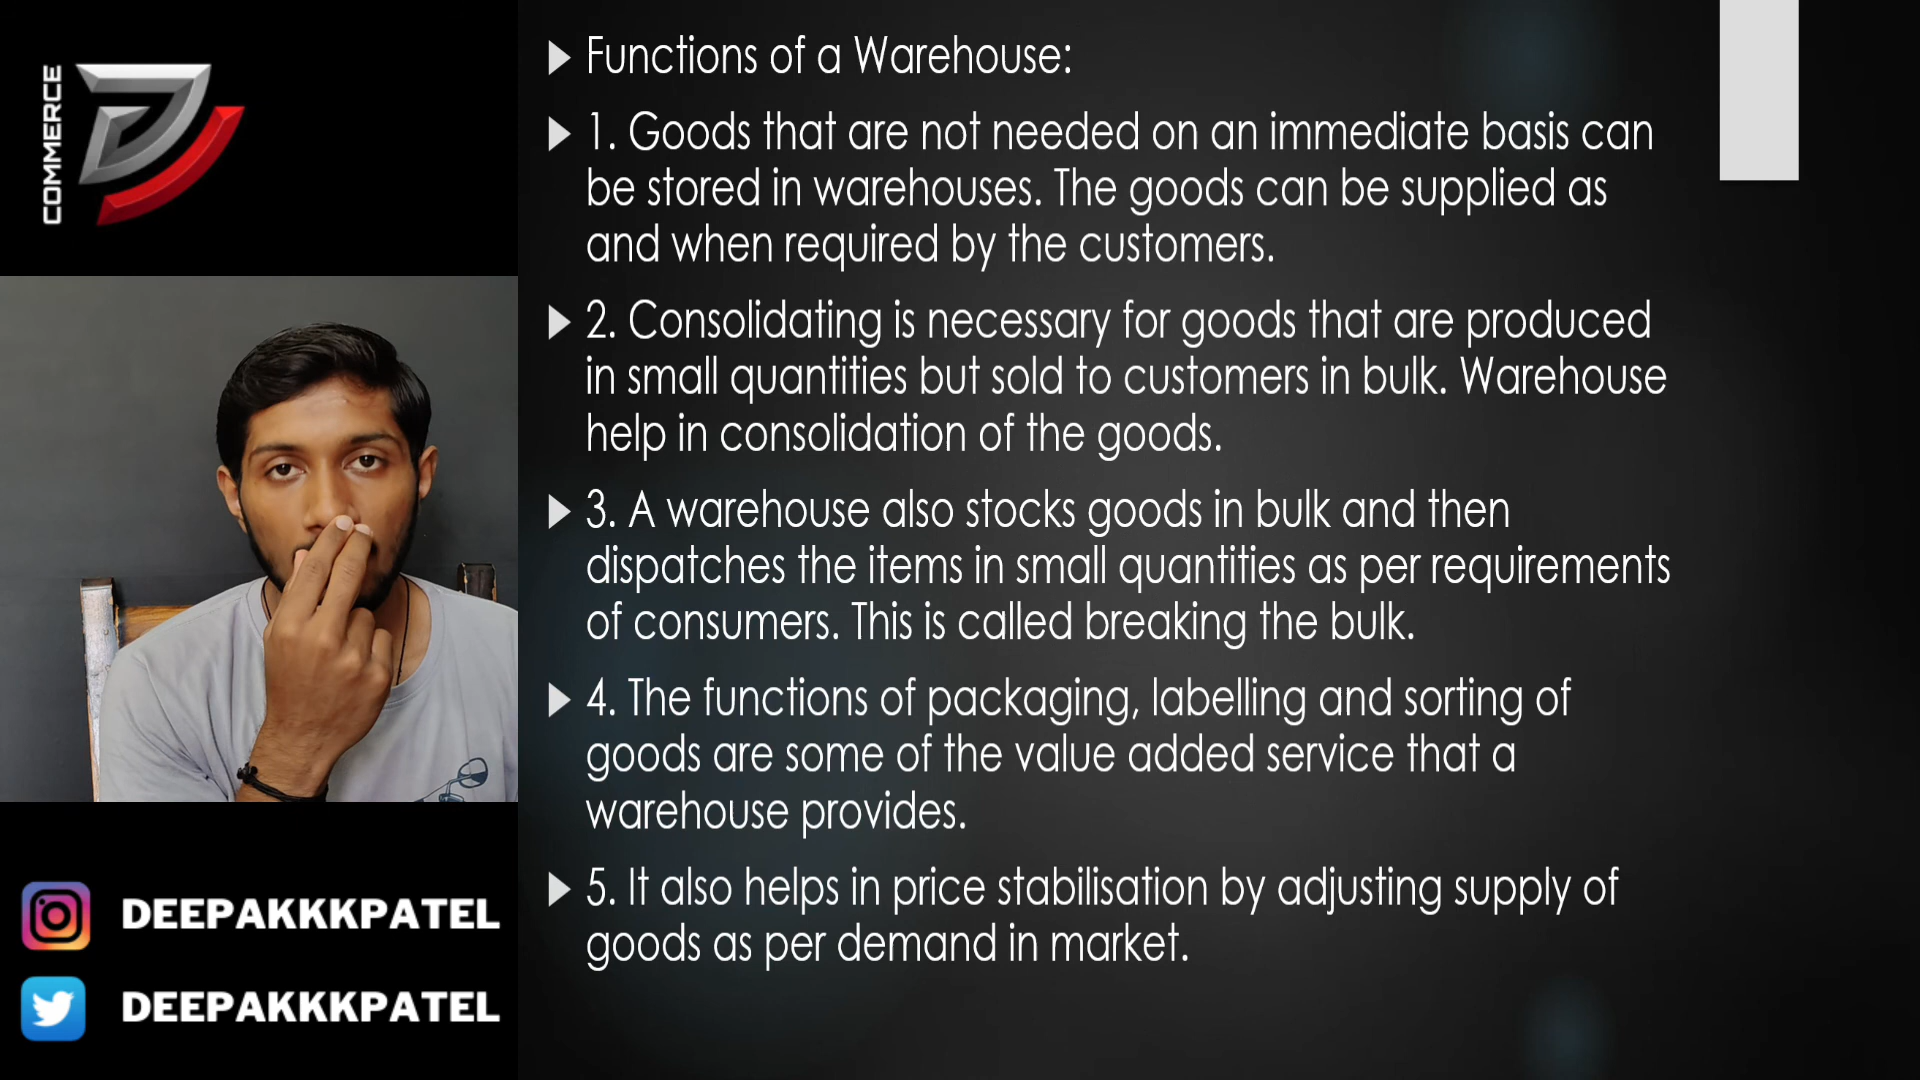 COMMERCE
DEEPAKKKPATEL
DEEPAKKKPATEL
Functions of a Warehouse:
1. Goods that are not needed on an immediate basis can
be stored in warehouses. The goods can be supplied as
and when required by the customers.
2. Consolidating is necessary for goods that are produced
in small quantities but sold to customers in bulk. Warehouse
help in consolidation of the goods.
3. A warehouse also stocks goods in bulk and then
dispatches the items in small quantities as per requirements
of consumers. This is called breaking the bulk.
4. The functions of packaging, labelling and sorting of
goods are some of the value added service that a
warehouse provides.
5. It also helps in price stabilisation by adjusting supply of
goods as per demand in market.